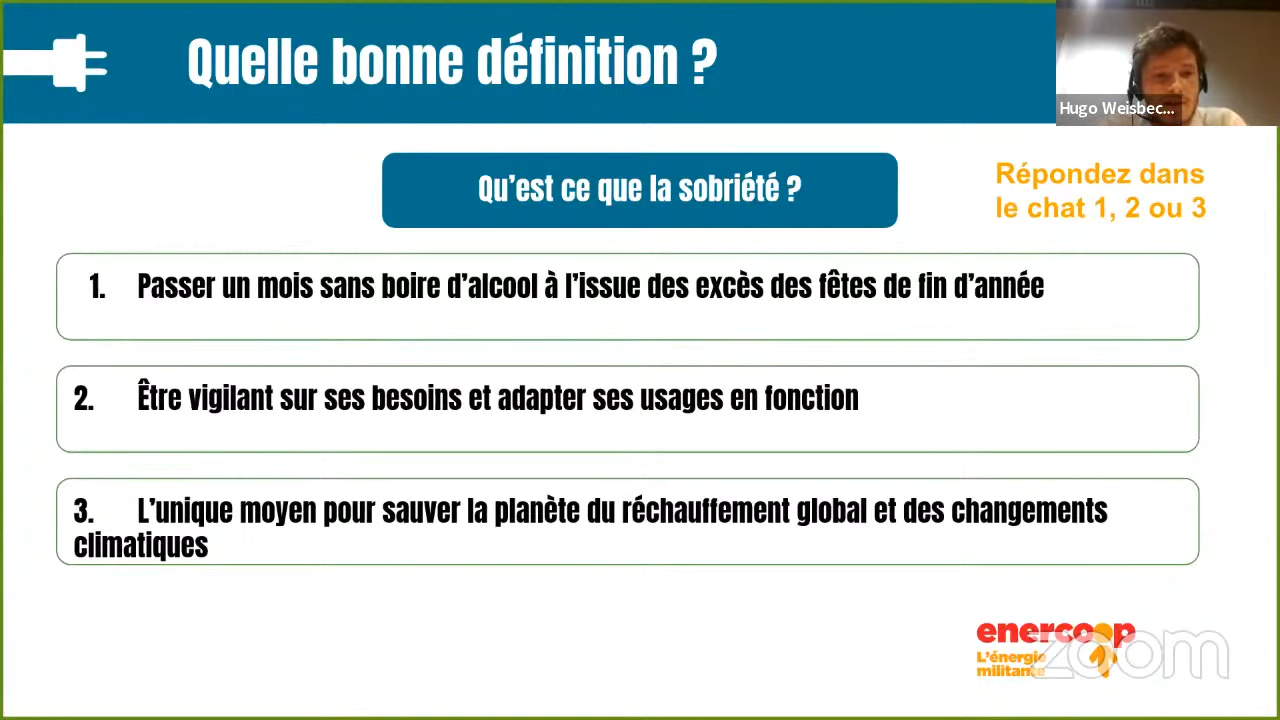 Quelle bonne définition ?
Hugo Weisbec...
Qu’est ce que la sobriété ?
Répondez dans
le chat 1, 2 ou 3
1. Passer un mois sans boire d’alcool à l’issue des excès des fêtes de fin d’année
2. Être vigilant sur ses besoins et adapter ses usages en fonction
3. L’unique moyen pour sauver la planète du réchauffement global et des changements
climatiques
enercoop
L’énergie
militante
zoom